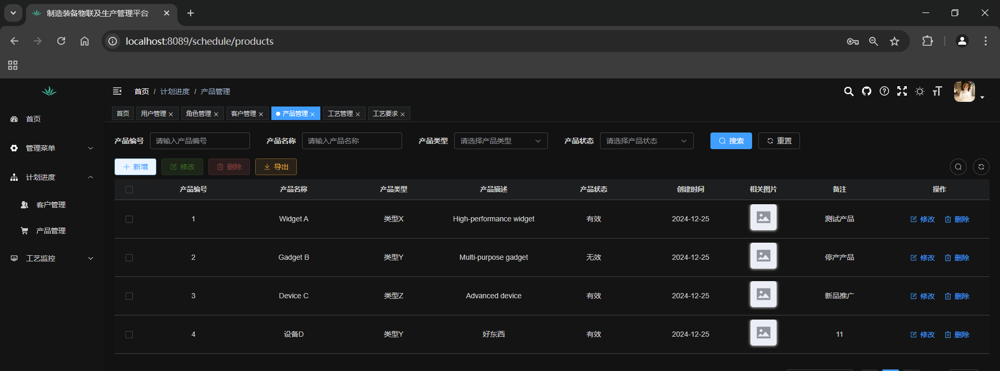 制造装备物联及生产管理平台
localhost:8089/schedule/products
首页 / 计划进度 / 产品管理
首页 用户管理 角色管理 客户管理 产品管理 工艺管理 工艺要求
首页
管理菜单
计划进度
客户管理
产品管理
工艺监控
产品编号 请输入产品编号 产品名称 请输入产品名称 产品类型 请选择产品类型 产品状态 请选择产品状态 搜索 重置
新增 修改 删除 导出
产品编号 产品名称 产品类型 产品描述 产品状态 创建时间 相关图片 备注 操作
1 Widget A 类型X High-performance widget 有效 2024-12-25 测试产品 修改 删除
2 Gadget B 类型Y Multi-purpose gadget 无效 2024-12-25 停产产品 修改 删除
3 Device C 类型Z Advanced device 有效 2024-12-25 新品推广 修改 删除
4 设备D 类型Y 好东西 有效 2024-12-25 11 修改 删除